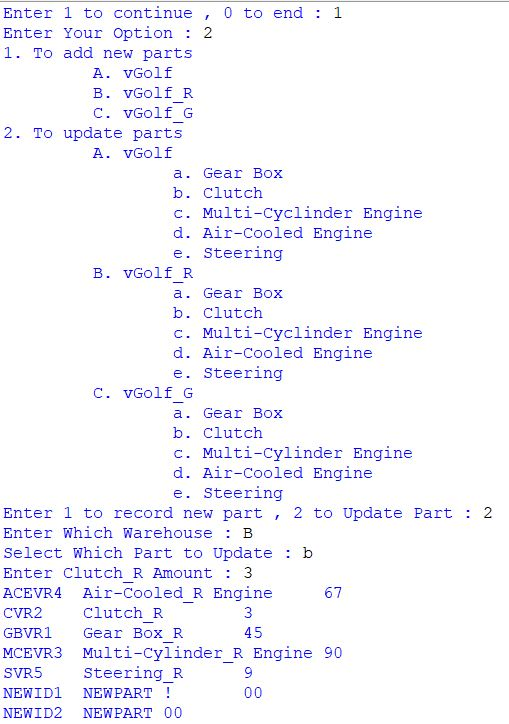 Enter 1 to continue , 0 to end : 1
Enter Your Option : 2
1. To add new parts
A. vGolf
B. vGolf_R
C. vGolf_G
2. To update parts
A. vGolf
a. Gear Box
b. Clutch
c. Multi-Cyclinder Engine
d. Air-Cooled Engine
e. Steering
B. vGolf_R
a. Gear Box
b. Clutch
c. Multi-Cyclinder Engine
d. Air-Cooled Engine
e. Steering
C. vGolf_G
a. Gear Box
b. Clutch
c. Multi-Cylinder Engine
d. Air-Cooled Engine
e. Steering
Enter 1 to record new part , 2 to Update Part : 2
Enter Which Warehouse : B
Select Which Part to Update : b
Enter Clutch_R Amount : 3
ACEVR4 Air-Cooled_R Engine 67
CVR2 Clutch_R 3
GBVR1 Gear Box_R 45
MCEVR3 Multi-Cylinder_R Engine 90
SVR5 Steering_R 9
NEWID1 NEWPART ! 00
NEWID2 NEWPART 00